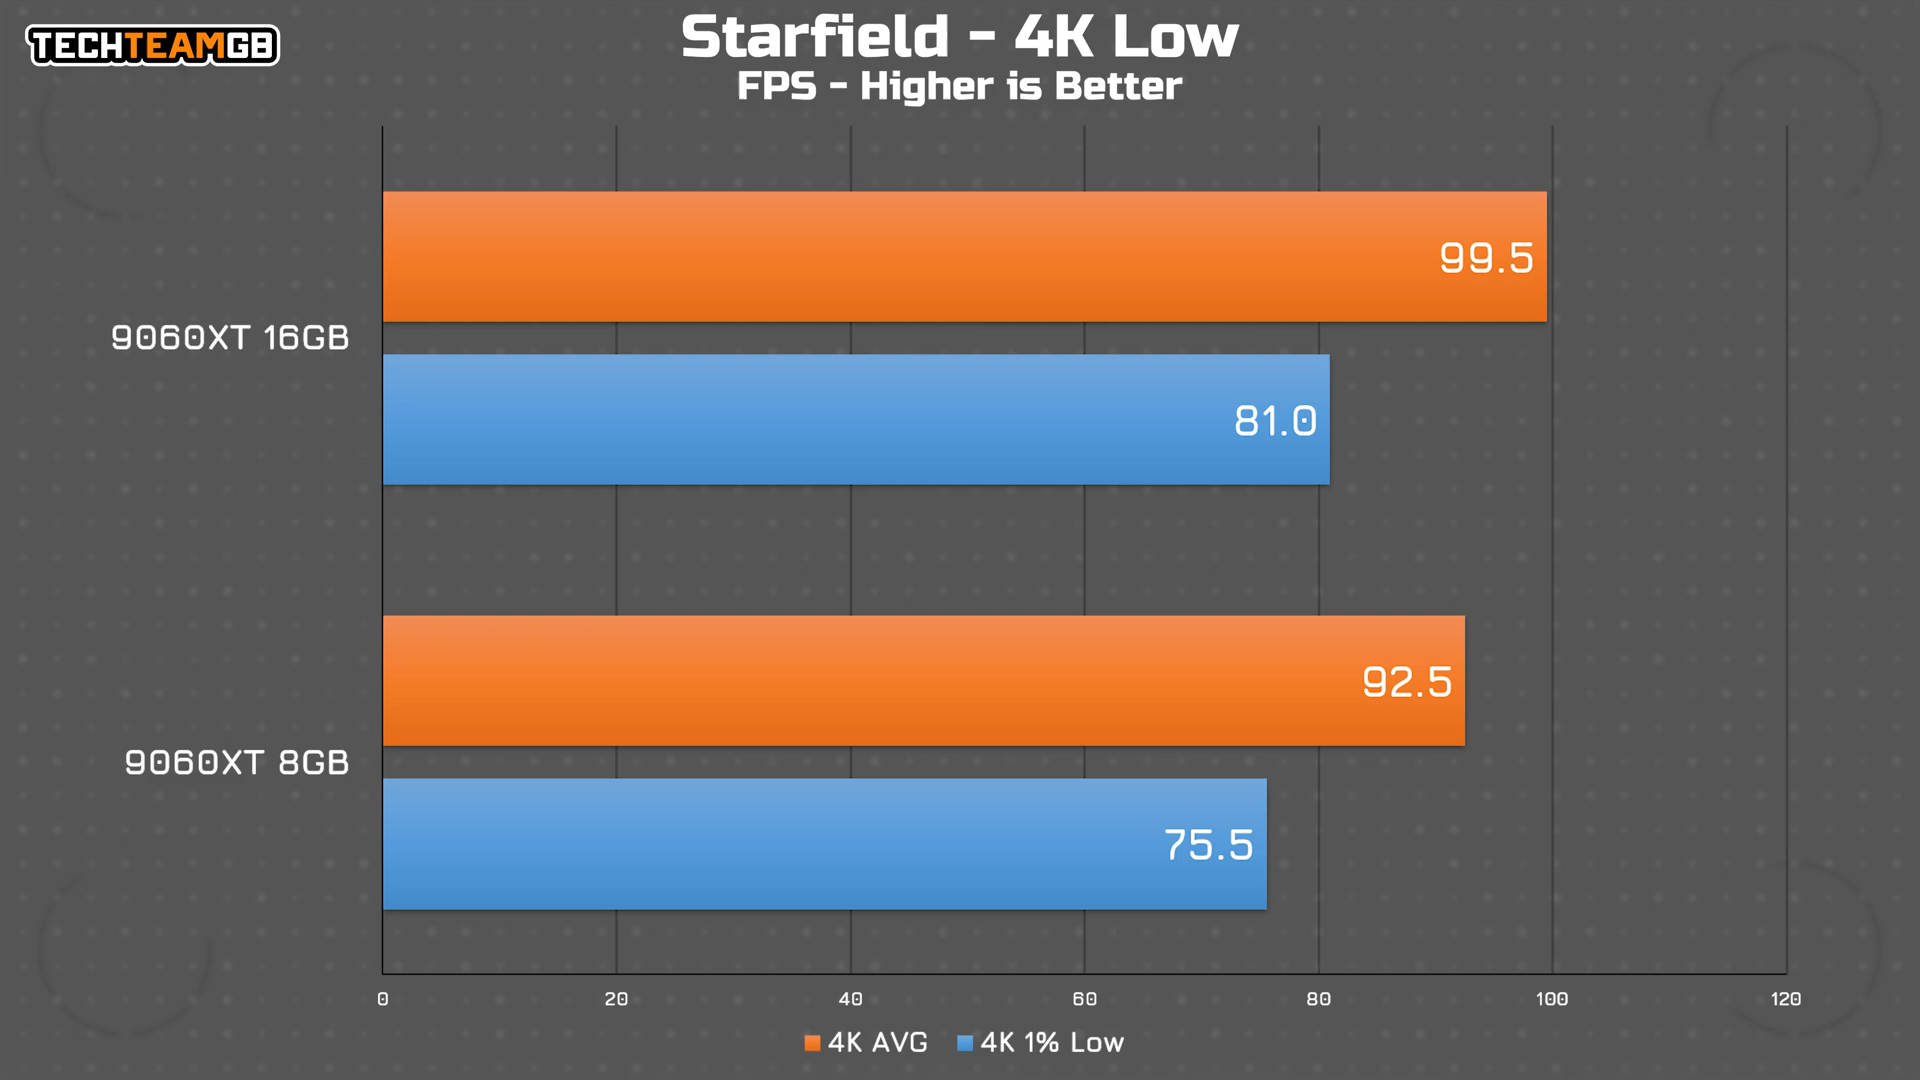 TECHTEAMGB
Starfield - 4K Low
FPS - Higher is Better
9060XT 16GB
99.5
81.0
9060XT 8GB
92.5
75.5
0 20 40 60 80 100 120
4K AVG 4K 1% Low